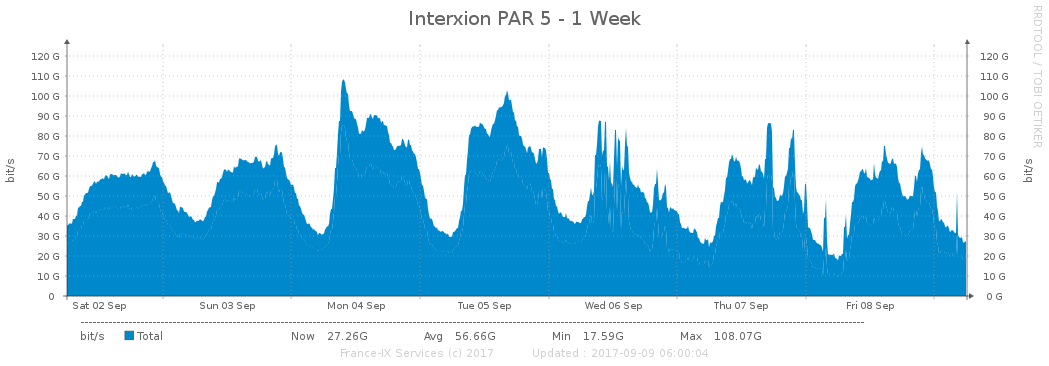 Interxion PAR 5 - 1 Week
RRDTOOL / TOBI OETIKER
bit/s
120 G 120 G
110 G 110 G
100 G 100 G
90 G 90 G
80 G 80 G
70 G 70 G
60 G 60 G
50 G 50 G
40 G 40 G
30 G 30 G
20 G 20 G
10 G 10 G
0 0 G
bit/s
Sat 02 Sep Sun 03 Sep Mon 04 Sep Tue 05 Sep Wed 06 Sep Thu 07 Sep Fri 08 Sep
bit/s Total Now 27.26G Avg 56.66G Min 17.59G Max 108.07G
France-IX Services (c) 2017 Updated : 2017-09-09 06:00:04